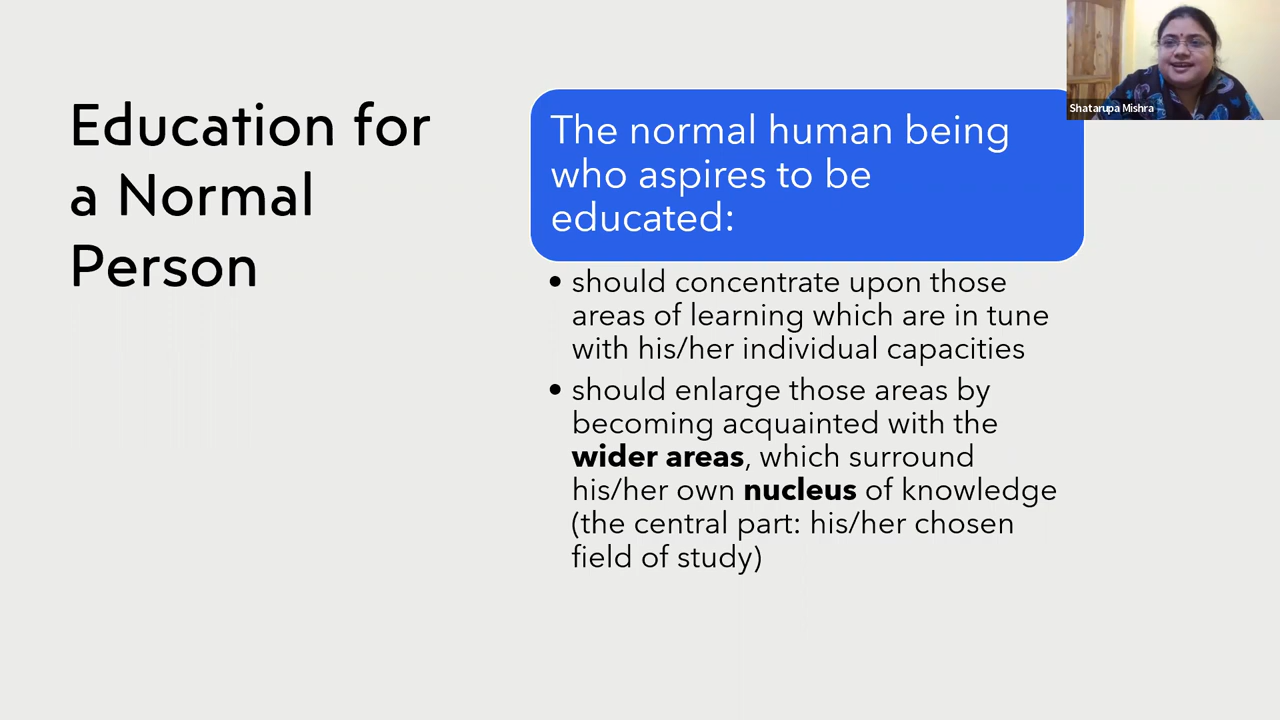 Education for
a Normal
Person
The normal human being
who aspires to be
educated:
• should concentrate upon those
areas of learning which are in tune
with his/her individual capacities
• should enlarge those areas by
becoming acquainted with the
wider areas, which surround
his/her own nucleus of knowledge
(the central part: his/her chosen
field of study)
Shatarupa Mishra